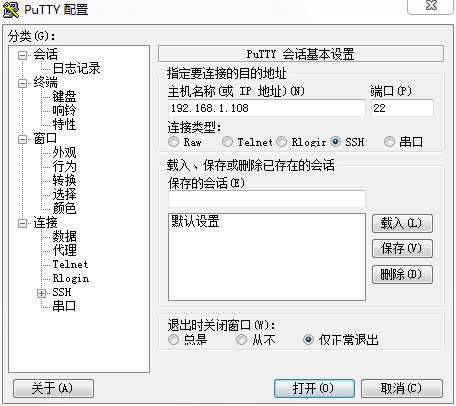 PuTTY 配置
分类(G):
会话
日志记录
终端
键盘
响铃
特性
窗口
外观
行为
转换
选择
颜色
连接
数据
代理
Telnet
Rlogin
SSH
串口
PuTTY 会话基本设置
指定要连接的目的地址
主机名称(或 IP 地址)(N) 端口(P)
192.168.1.108 22
连接类型:
Raw Telnet Rlogin SSH 串口
载入、保存或删除已存在的会话
保存的会话(E)
默认设置
载入(L)
保存(V)
删除(D)
退出时关闭窗口(W):
总是 从不 仅正常退出
关于(A) 打开(O) 取消(C)